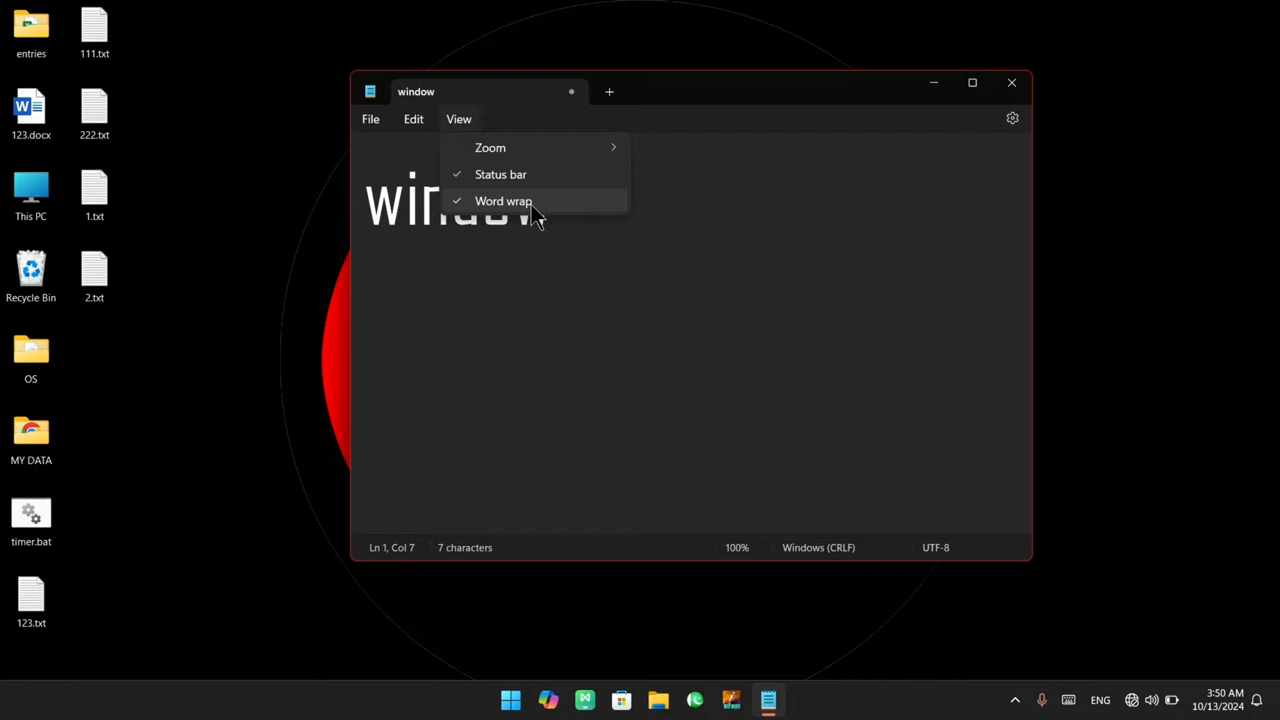 entries
111.txt
123.docx
222.txt
This PC
1.txt
Recycle Bin
2.txt
OS
MY DATA
timer.bat
123.txt
window
File
Edit
View
Zoom
Status bar
Word wrap
Ln 1, Col 7
7 characters
100%
Windows (CRLF)
UTF-8
ENG
3:50 AM
10/13/2024